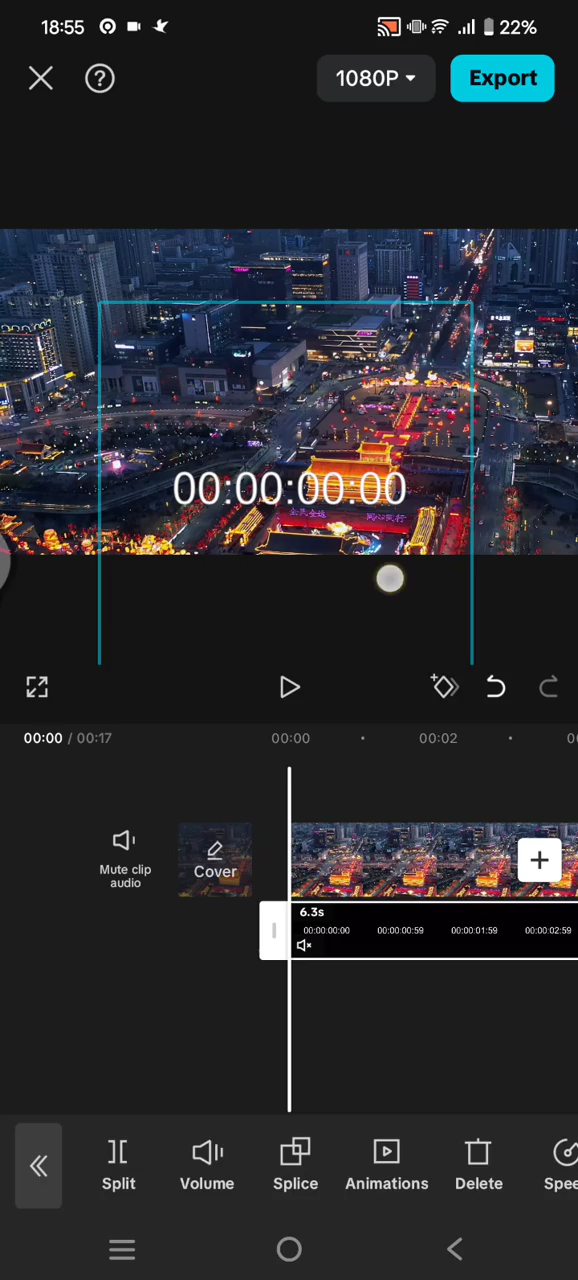 18:55
22%
1080P
Export
00:00:00:00
00:00 / 00:17
00:00
00:02
Mute clip
audio
Cover
6.3s
00:00:00:00
00:00:00:59
00:00:01:59
00:00:02:59
Split
Volume
Splice
Animations
Delete